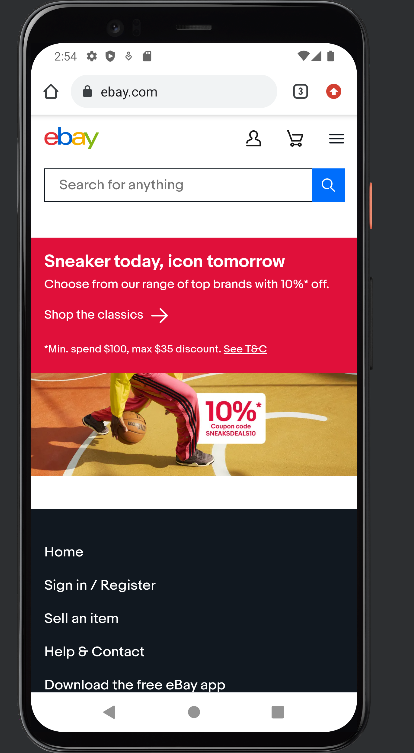 2:54
ebay.com
3
ebay
Search for anything
Sneaker today, icon tomorrow
Choose from our range of top brands with 10%* off.
Shop the classics
*Min. spend $100, max $35 discount. See T&C
10%*
Coupon code
SNEAKSDEALS10
Home
Sign in / Register
Sell an item
Help & Contact
Download the free eBay app